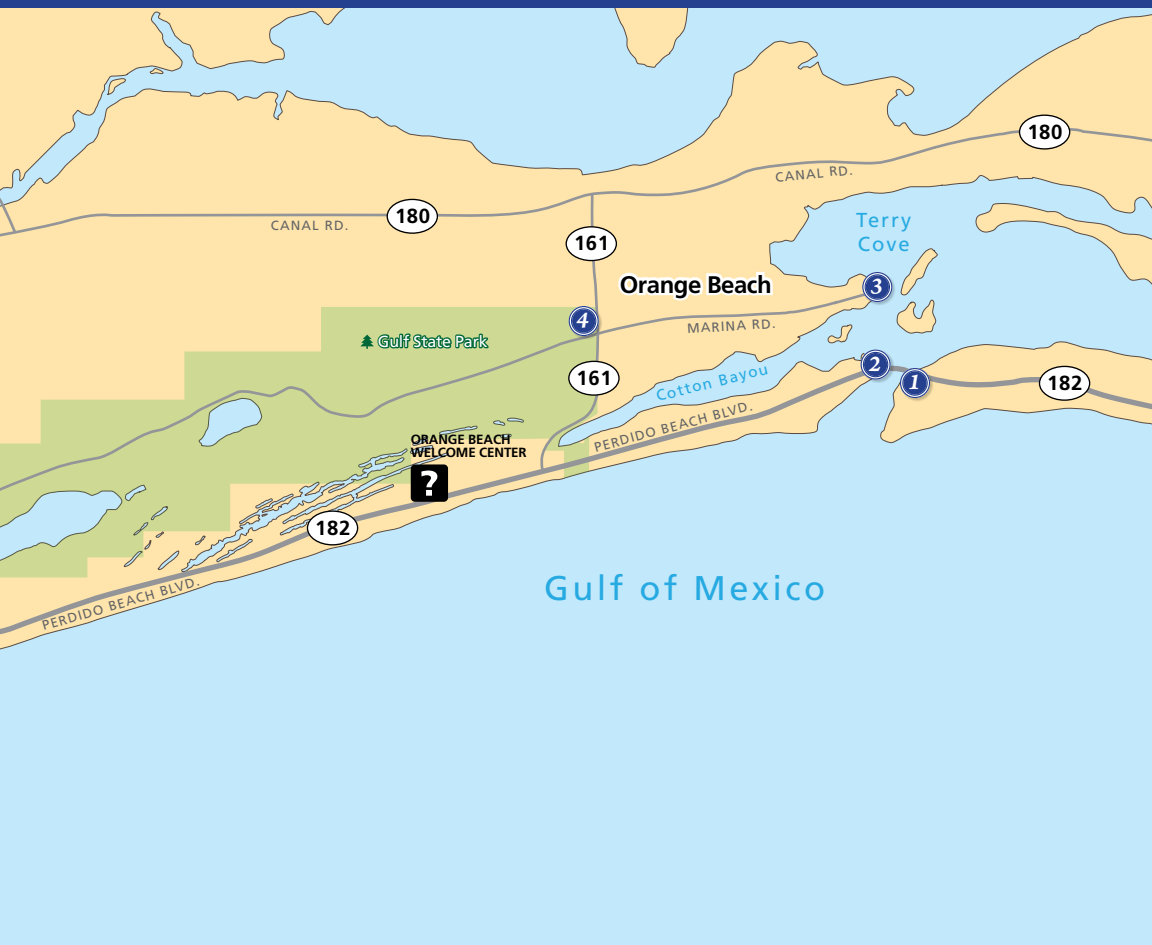 180
CANAL RD.
Terry
Cove
180
CANAL RD.
161
Orange Beach
3
4
MARINA RD.
Gulf State Park
2
161
1
182
Cotton Bayou
PERDIDO BEACH BLVD.
ORANGE BEACH
WELCOME CENTER
?
182
Gulf of Mexico
PERDIDO BEACH BLVD.